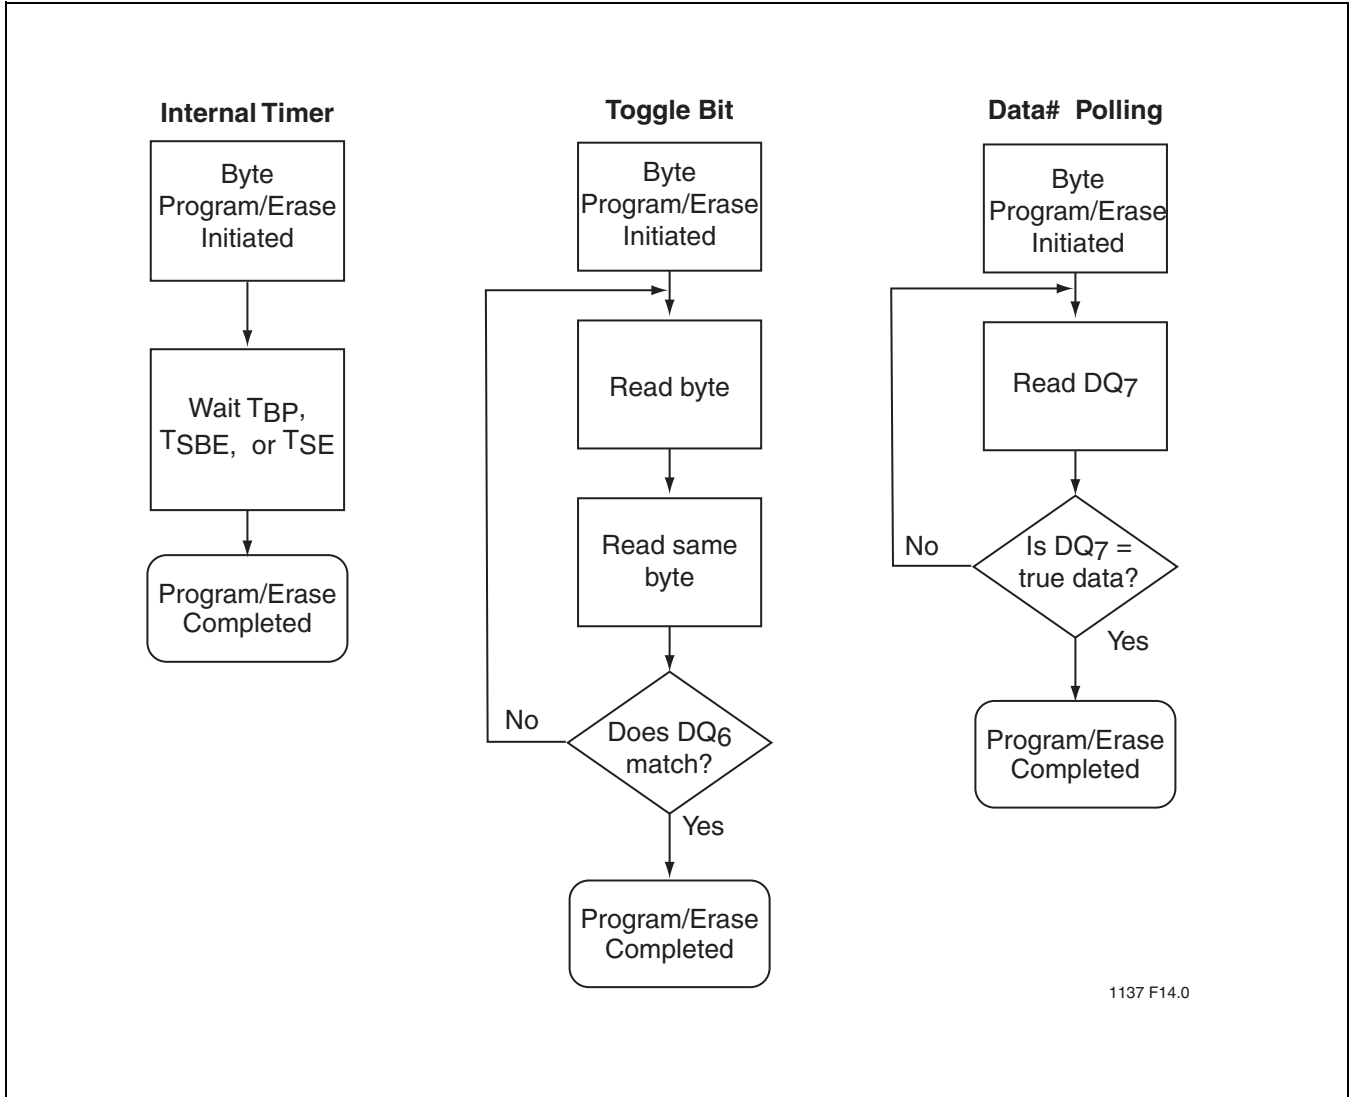 Internal Timer
Byte
Program/Erase
Initiated
Wait TBP,
TSBE, or TSE
Program/Erase
Completed
Toggle Bit
Byte
Program/Erase
Initiated
Read byte
Read same
byte
No
Does DQ6
match?
Yes
Program/Erase
Completed
Data# Polling
Byte
Program/Erase
Initiated
Read DQ7
No
Is DQ7 =
true data?
Yes
Program/Erase
Completed
1137 F14.0